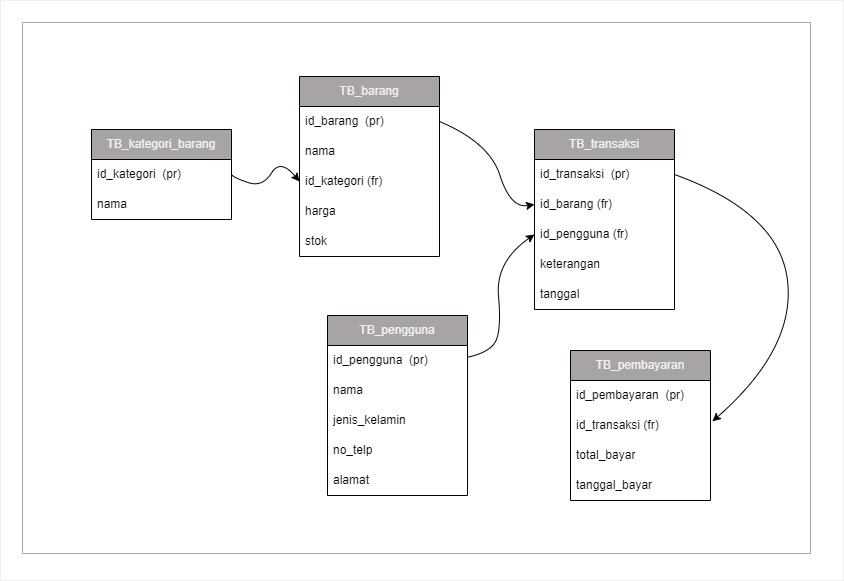 TB_kategori_barang
id_kategori (pr)
nama
TB_barang
id_barang (pr)
nama
id_kategori (fr)
harga
stok
TB_transaksi
id_transaksi (pr)
id_barang (fr)
id_pengguna (fr)
keterangan
tanggal
TB_pengguna
id_pengguna (pr)
nama
jenis_kelamin
no_telp
alamat
TB_pembayaran
id_pembayaran (pr)
id_transaksi (fr)
total_bayar
tanggal_bayar